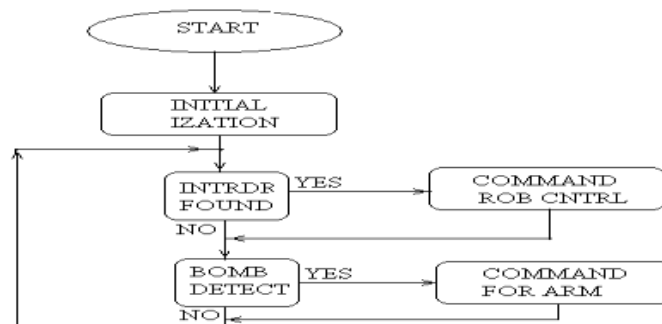 START
INITIAL
IZATION
INTRDR
FOUND
YES
COMMAND
ROB CNTRL
NO
BOMB
DETECT
YES
COMMAND
FOR ARM
NO